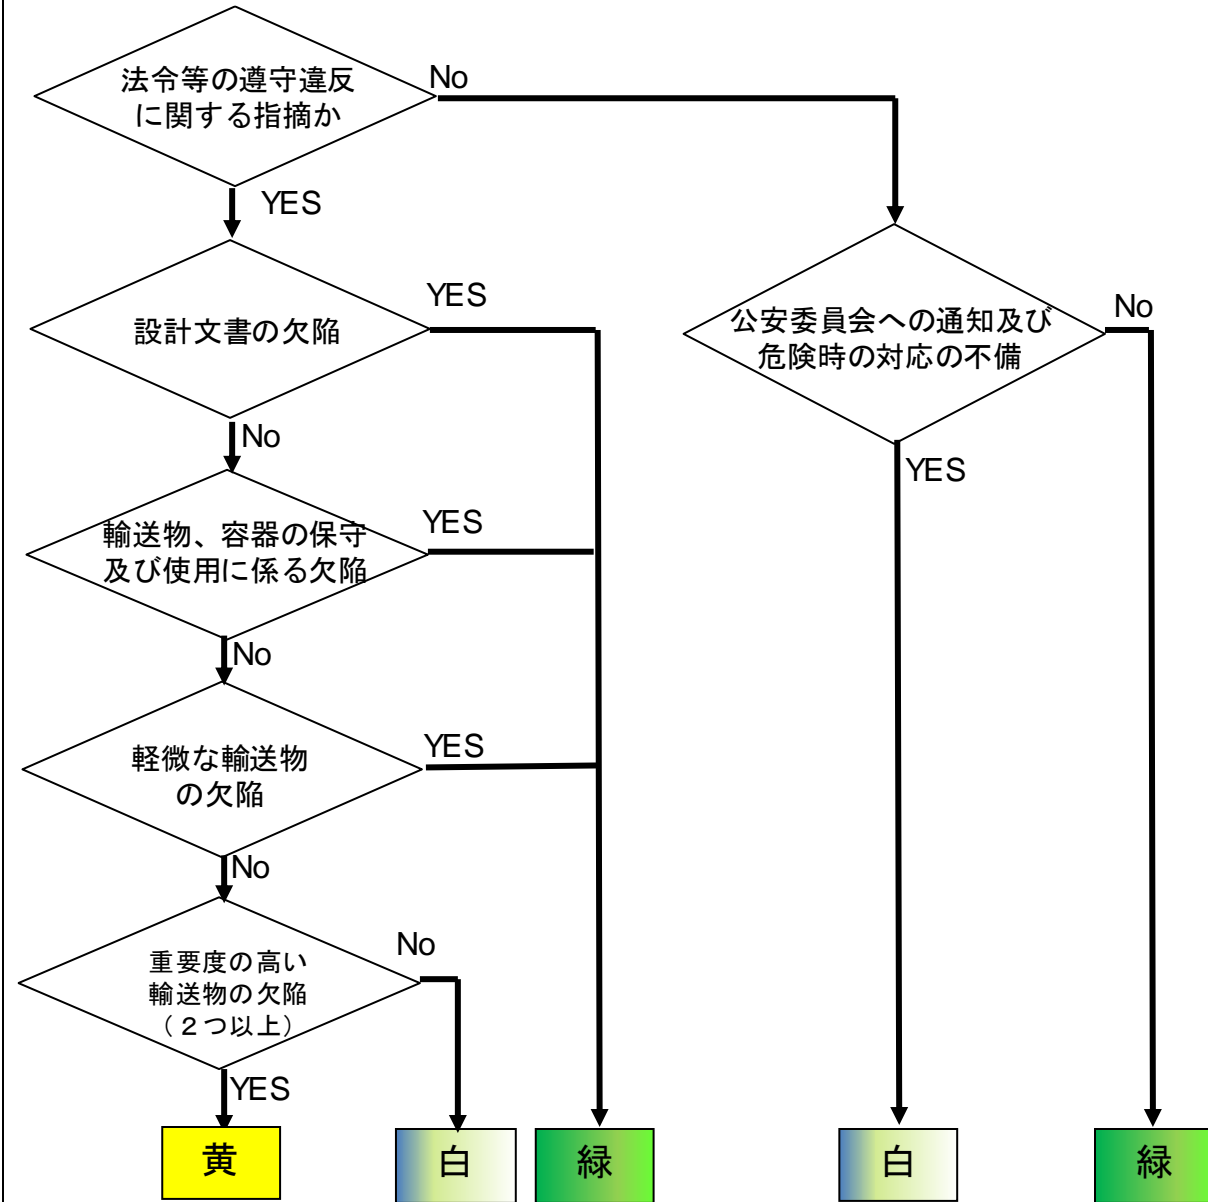 法令等の遵守違反
に関する指摘か
No
YES
設計文書の欠陥
YES
公安委員会への通知及び
危険時の対応の不備
No
No
YES
輸送物、容器の保守
及び使用に係る欠陥
YES
No
軽微な輸送物
の欠陥
YES
No
重要度の高い
輸送物の欠陥
（２つ以上）
No
YES
黄
白
緑
白
緑